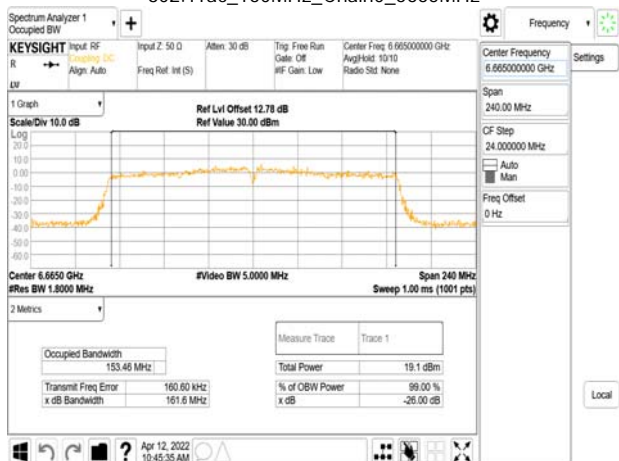 Spectrum Analyzer 1
Occupied BW
Frequency
KEYSIGHT
Input: RF
Coupling: DC
Align: Auto
Input Z: 50 Ω
Freq Ref: Int (S)
Atten: 30 dB
Trig: Free Run
Gate: Off
#IF Gain: Low
Center Freq: 6.665000000 GHz
Avg|Hold: 10/10
Radio Std: None
R
LV
Center Frequency
6.665000000 GHz
Settings
Span
240.00 MHz
CF Step
24.000000 MHz
Auto
Man
Freq Offset
0 Hz
1 Graph
Scale/Div 10.0 dB
Ref Lvl Offset 12.78 dB
Ref Value 30.00 dBm
Log
20.0
10.0
0.00
-10.0
-20.0
-30.0
-40.0
-50.0
-60.0
Center 6.6650 GHz
#Video BW 5.0000 MHz
Span 240 MHz
#Res BW 1.8000 MHz
Sweep 1.00 ms (1001 pts)
2 Metrics
Measure Trace
Trace 1
Occupied Bandwidth
153.46 MHz
Total Power
19.1 dBm
Transmit Freq Error
160.60 kHz
% of OBW Power
99.00 %
x dB Bandwidth
161.6 MHz
x dB
-26.00 dB
Local
Apr 12, 2022
10:45:35 AM